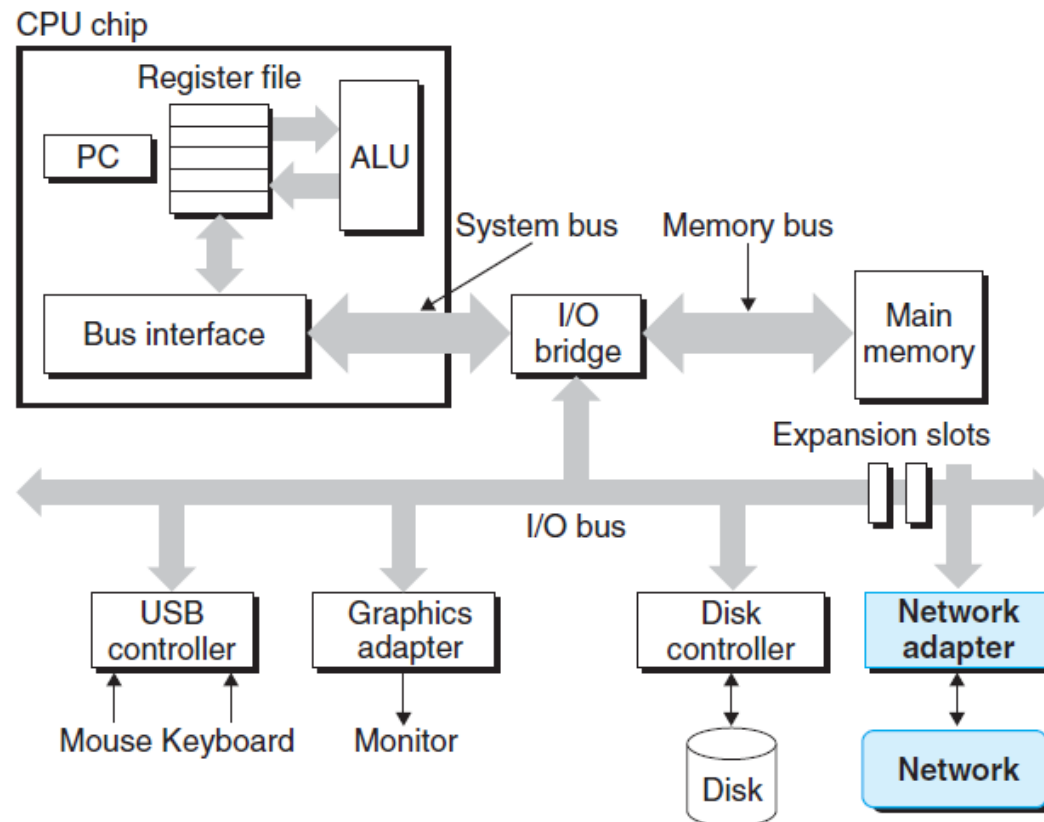 CPU chip
Register file
PC
ALU
System bus
Memory bus
Bus interface
I/O
bridge
Main
memory
Expansion slots
I/O bus
USB
controller
Graphics
adapter
Disk
controller
Network
adapter
Mouse Keyboard
Monitor
Disk
Network